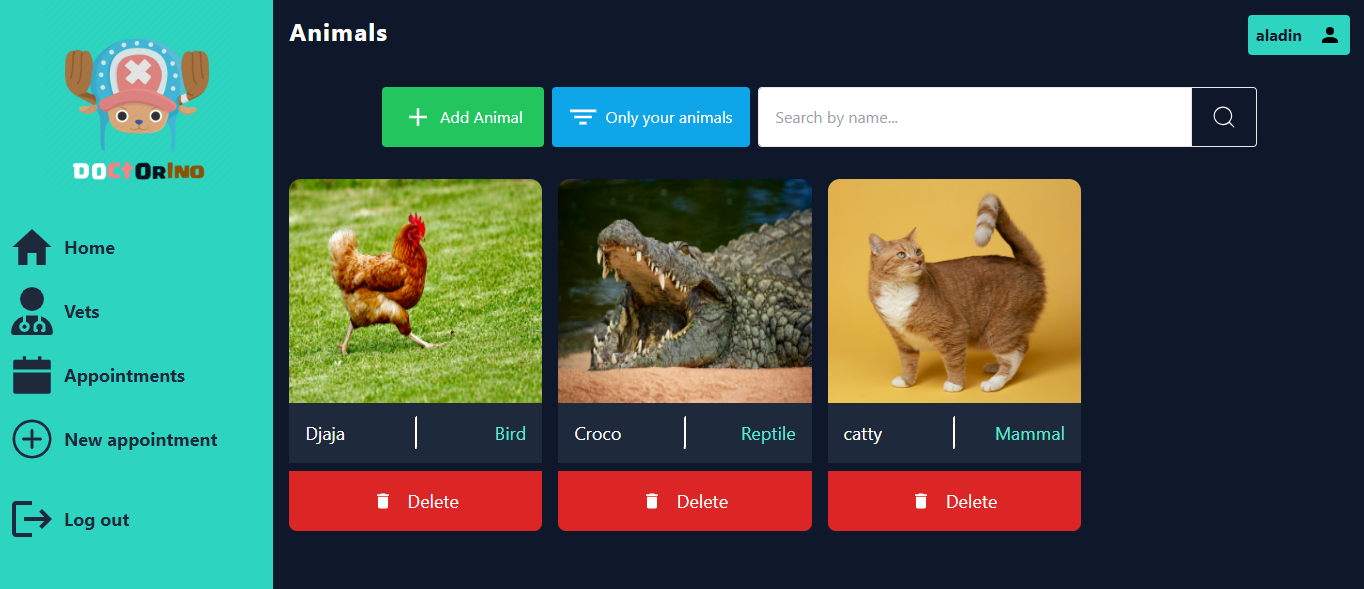 DOCtOrINO
Home
Vets
Appointments
New appointment
Log out
Animals
aladin
Add Animal
Only your animals
Search by name...
Djaja
Bird
Croco
Reptile
catty
Mammal
Delete
Delete
Delete